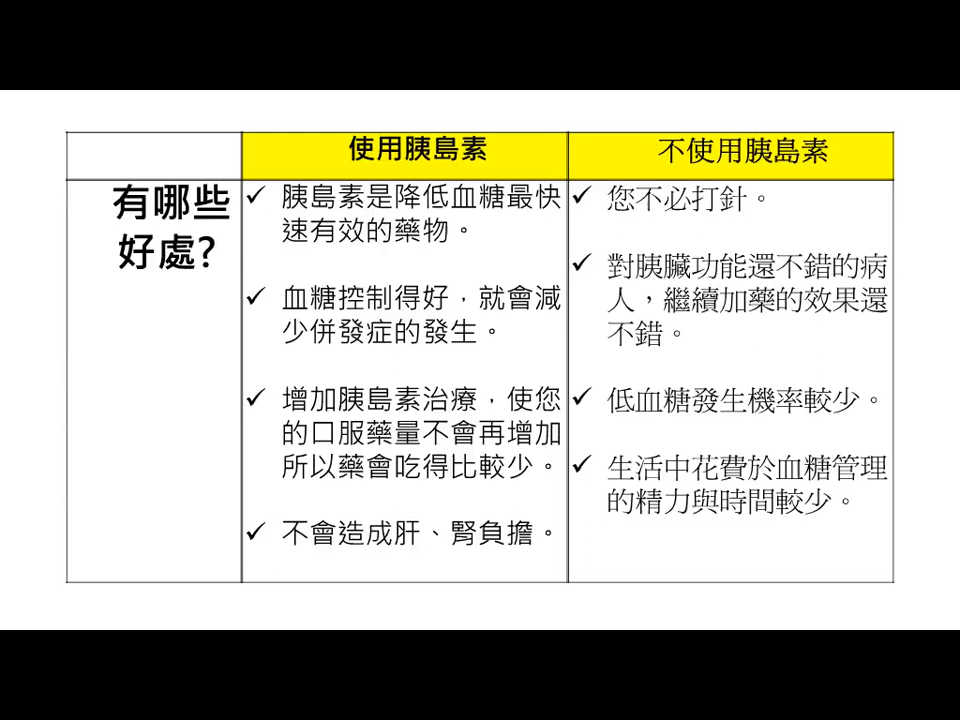 使用胰島素
不使用胰島素
有哪些
好處?
✓ 胰島素是降低血糖最快
速有效的藥物。
✓ 血糖控制得好，就會減
少併發症的發生。
✓ 增加胰島素治療，使您
的口服藥量不會再增加
所以藥會吃得比較少。
✓ 不會造成肝、腎負擔。
✓ 您不必打針。
✓ 對胰臟功能還不錯的病
人，繼續加藥的效果還
不錯。
✓ 低血糖發生機率較少。
✓ 生活中花費於血糖管理
的精力與時間較少。